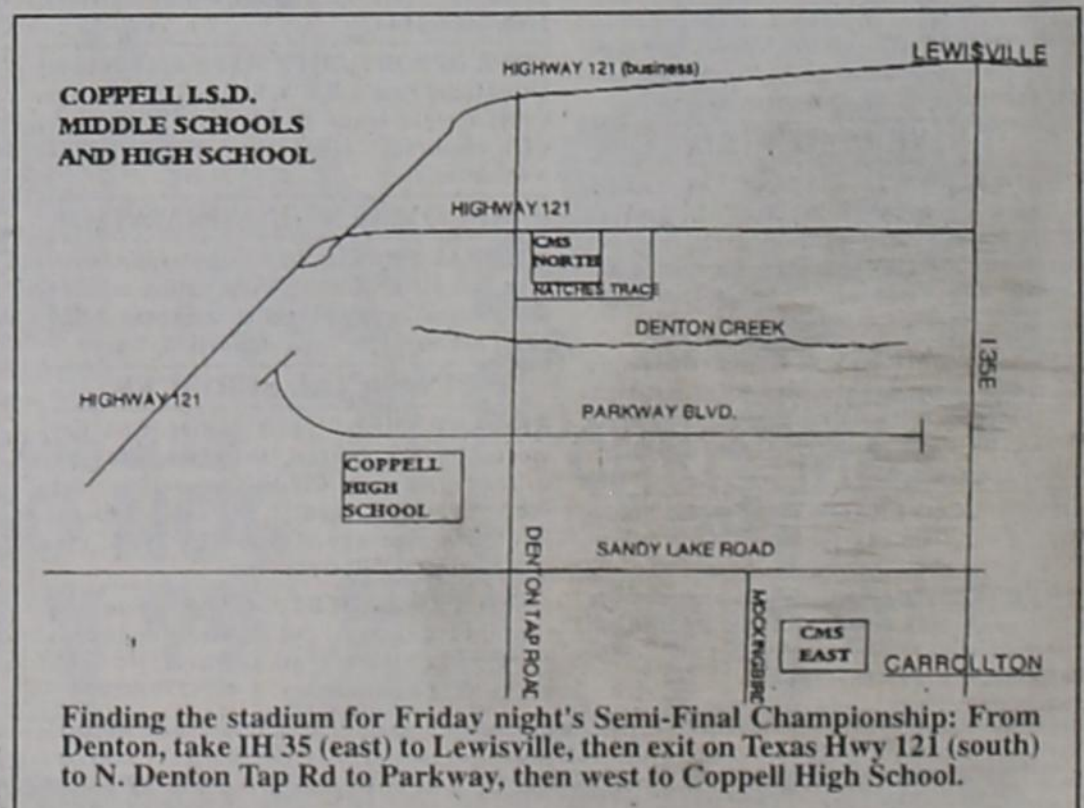 LEWISVILLE
HIGHWAY 121 (business)
COPPELL I.S.D.
MIDDLE SCHOOLS
AND HIGH SCHOOL
HIGHWAY 121
CMS
NORTH
NATCHES TRACE
DENTON CREEK
I 35E
HIGHWAY 121
PARKWAY BLVD.
COPPELL
HIGH
SCHOOL
DENTON TAP ROAD
SANDY LAKE ROAD
MOCKINGBIRD
CMS
EAST
CARROLLTON
Finding the stadium for Friday night's Semi-Final Championship: From
Denton, take IH 35 (east) to Lewisville, then exit on Texas Hwy 121 (south)
to N. Denton Tap Rd to Parkway, then west to Coppell High School.